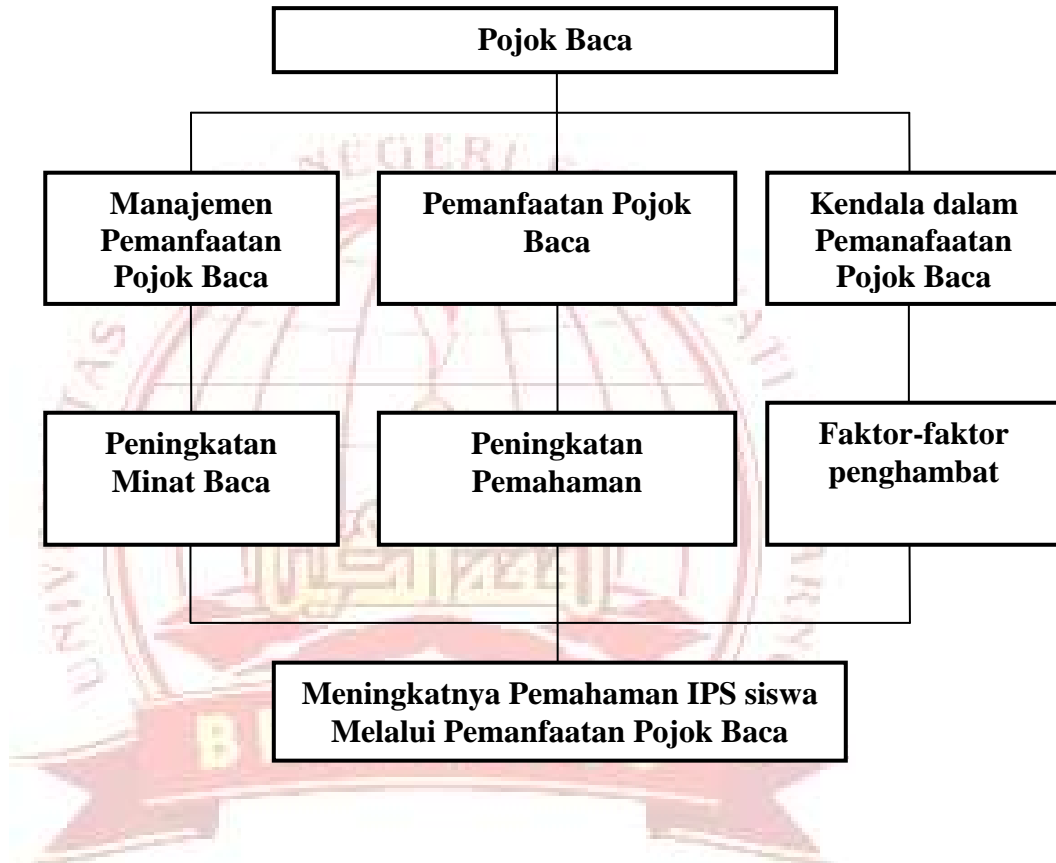 Pojok Baca
Manajemen
Pemanfaatan
Pojok Baca
Pemanfaatan Pojok
Baca
Kendala dalam
Pemanafaatan
Pojok Baca
Peningkatan
Minat Baca
Peningkatan
Pemahaman
Faktor-faktor
penghambat
Meningkatnya Pemahaman IPS siswa
Melalui Pemanfaatan Pojok Baca
NEGERI